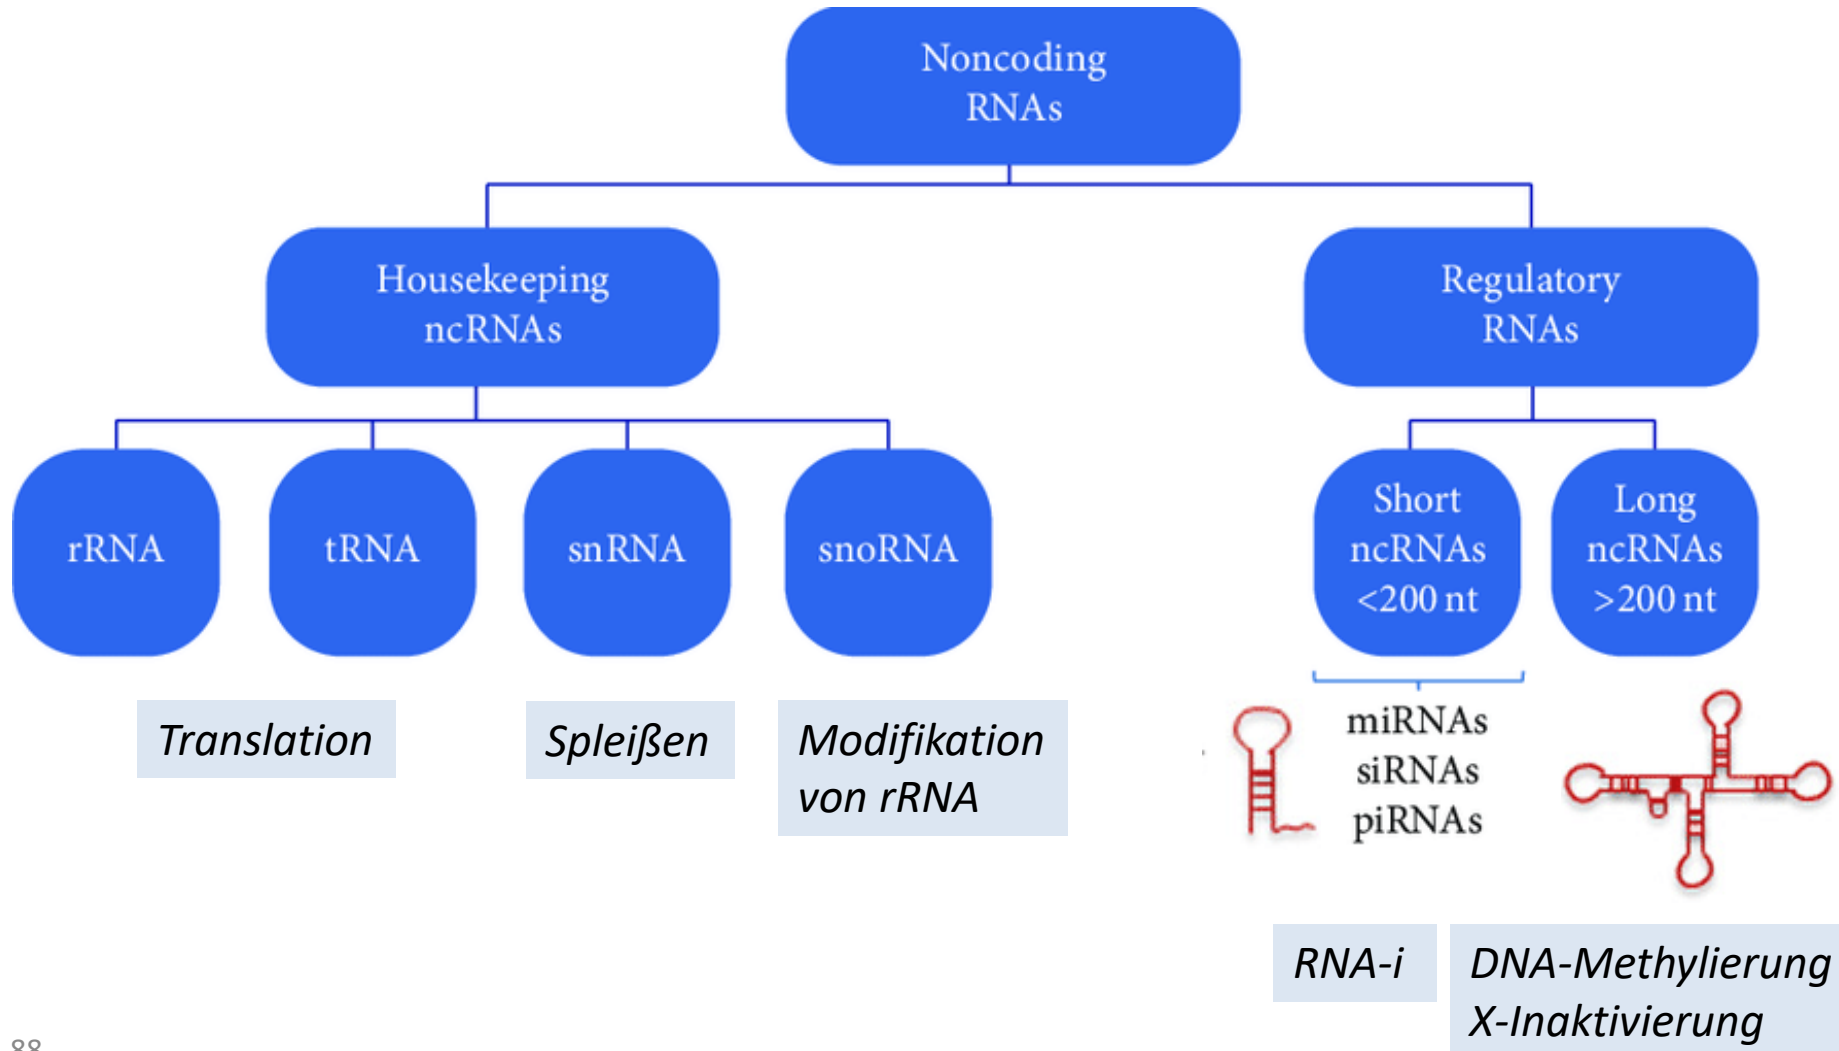 Noncoding
RNAs
Housekeeping
ncRNAs
Regulatory
RNAs
rRNA
tRNA
snRNA
snoRNA
Short
ncRNAs
<200 nt
Long
ncRNAs
>200 nt
Translation
Spleißen
Modifikation
von rRNA
miRNAs
siRNAs
piRNAs
RNA-i
DNA-Methylierung
X-Inaktivierung
88